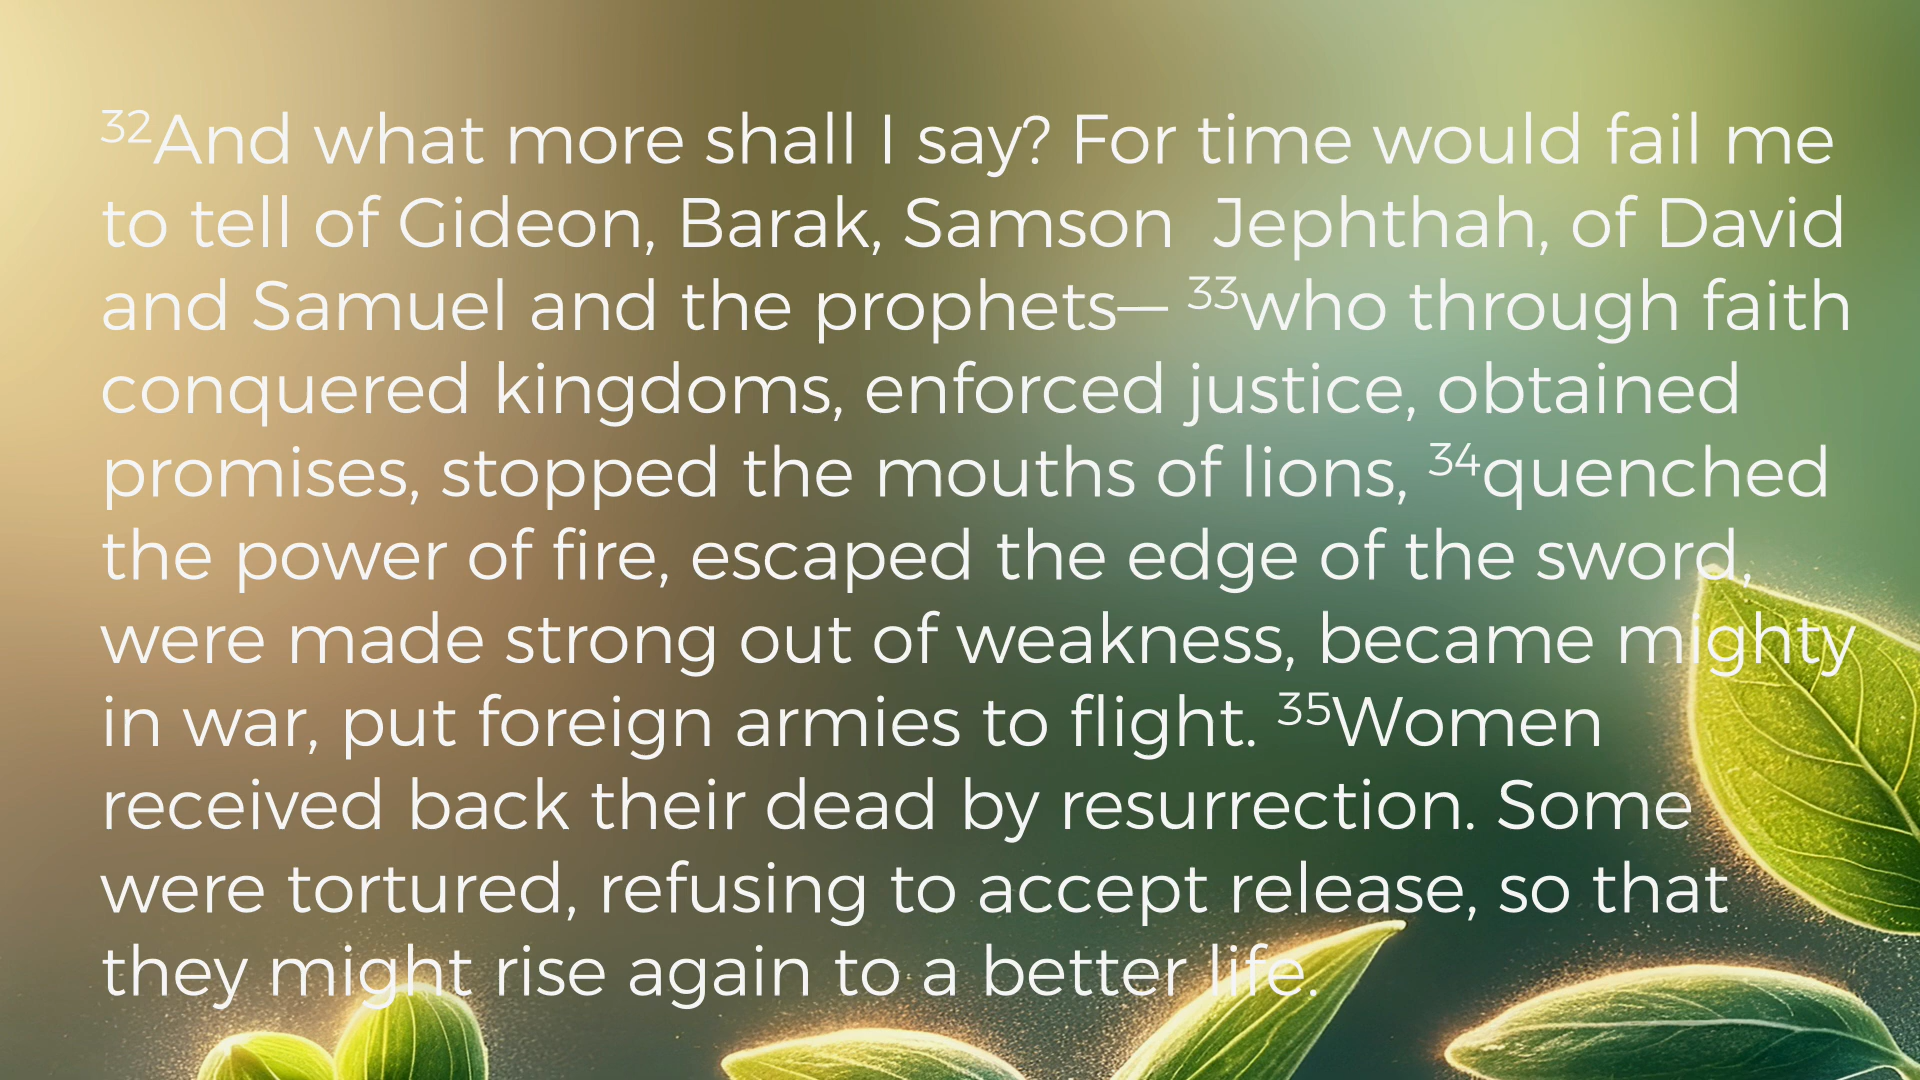 ³²And what more shall I say? For time would fail me
to tell of Gideon, Barak, Samson  Jephthah, of David
and Samuel and the prophets— ³³who through faith
conquered kingdoms, enforced justice, obtained
promises, stopped the mouths of lions, ³⁴quenched
the power of fire, escaped the edge of the sword,
were made strong out of weakness, became mighty
in war, put foreign armies to flight. ³⁵Women
received back their dead by resurrection. Some
were tortured, refusing to accept release, so that
they might rise again to a better life.